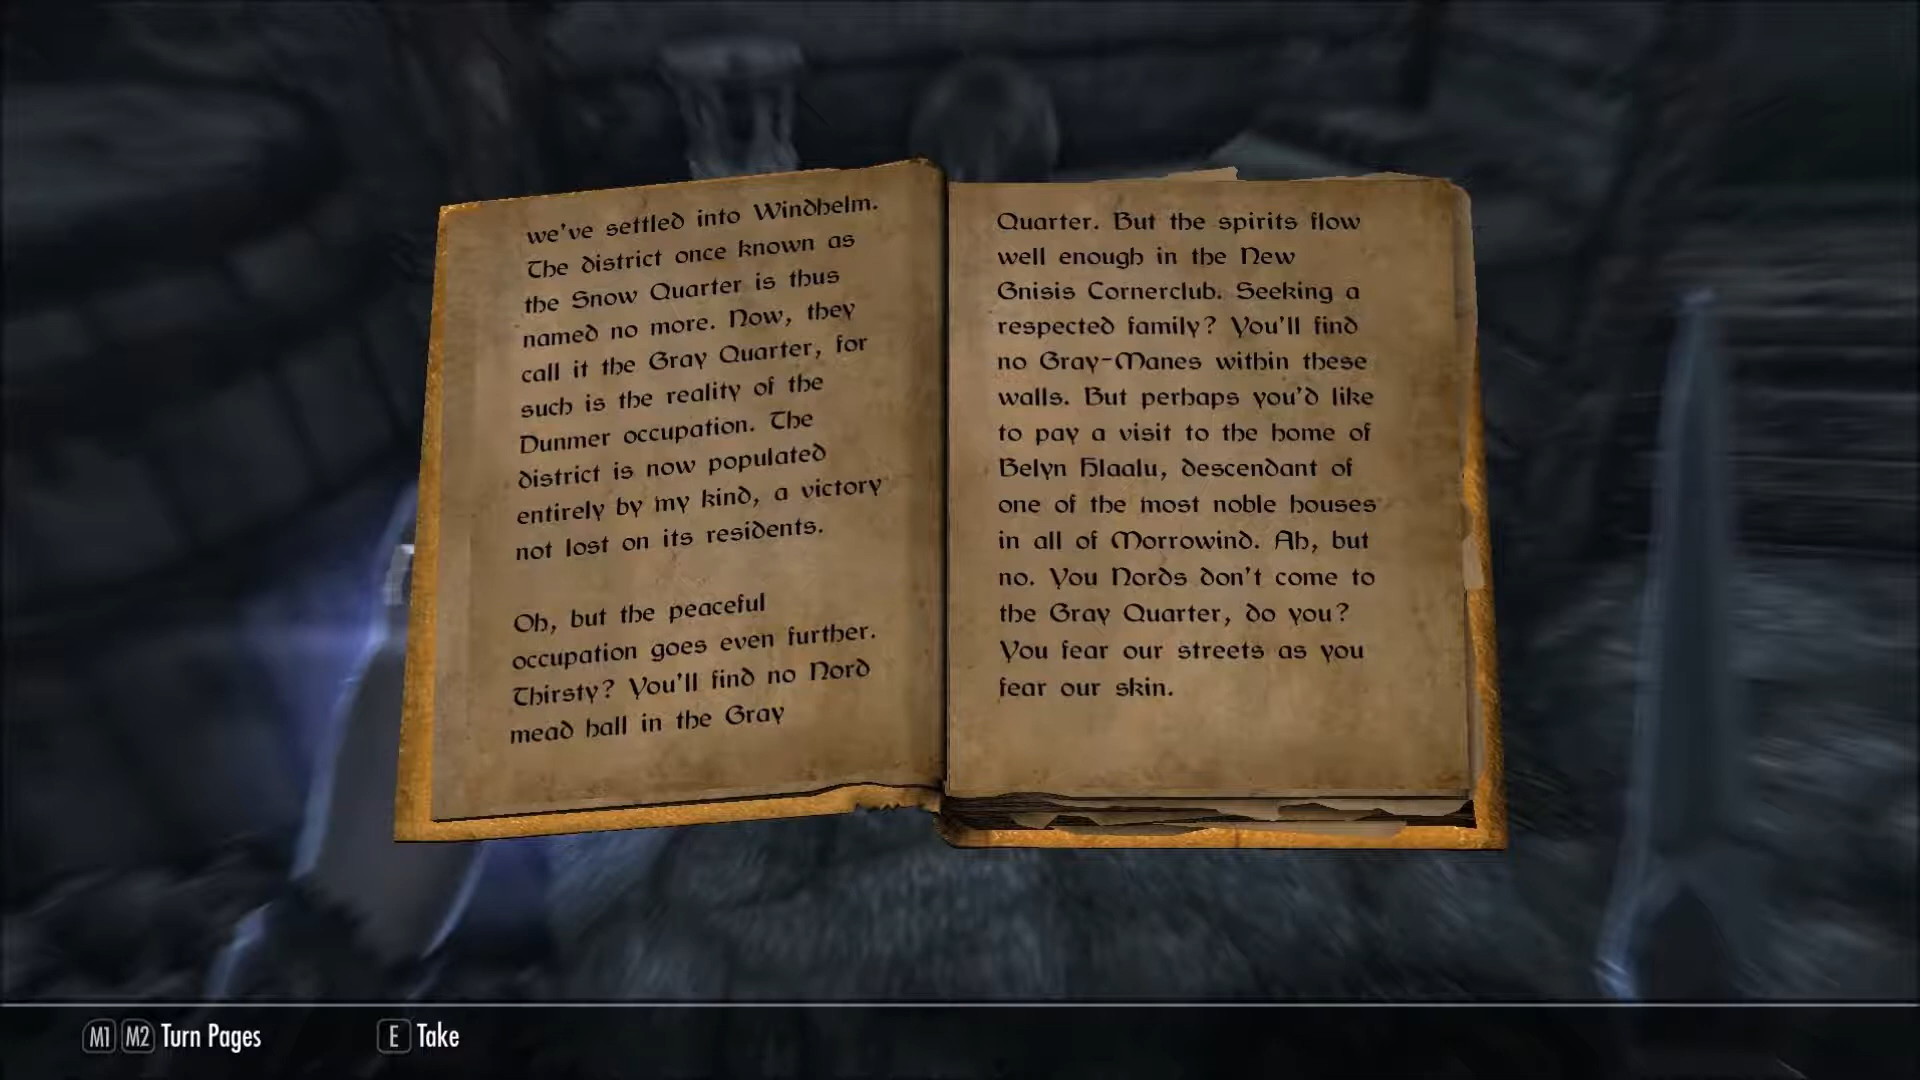 we've settled into Windhelm.
The district once known as
the Snow Quarter is thus
named no more. Now, they
call it the Gray Quarter, for
such is the reality of the
Dunmer occupation. The
district is now populated
entirely by my kind, a victory
not lost on its residents.
Oh, but the peaceful
occupation goes even further.
Thirsty? You'll find no Nord
mead hall in the Gray
Quarter. But the spirits flow
well enough in the New
Gnisis Cornerclub. Seeking a
respected family? You'll find
no Gray-Manes within these
walls. But perhaps you'd like
to pay a visit to the home of
Belyn Hlaalu, descendant of
one of the most noble houses
in all of Morrowind. Ah, but
no. You Nords don't come to
the Gray Quarter, do you?
You fear our streets as you
fear our skin.
M1 M2 Turn Pages E Take